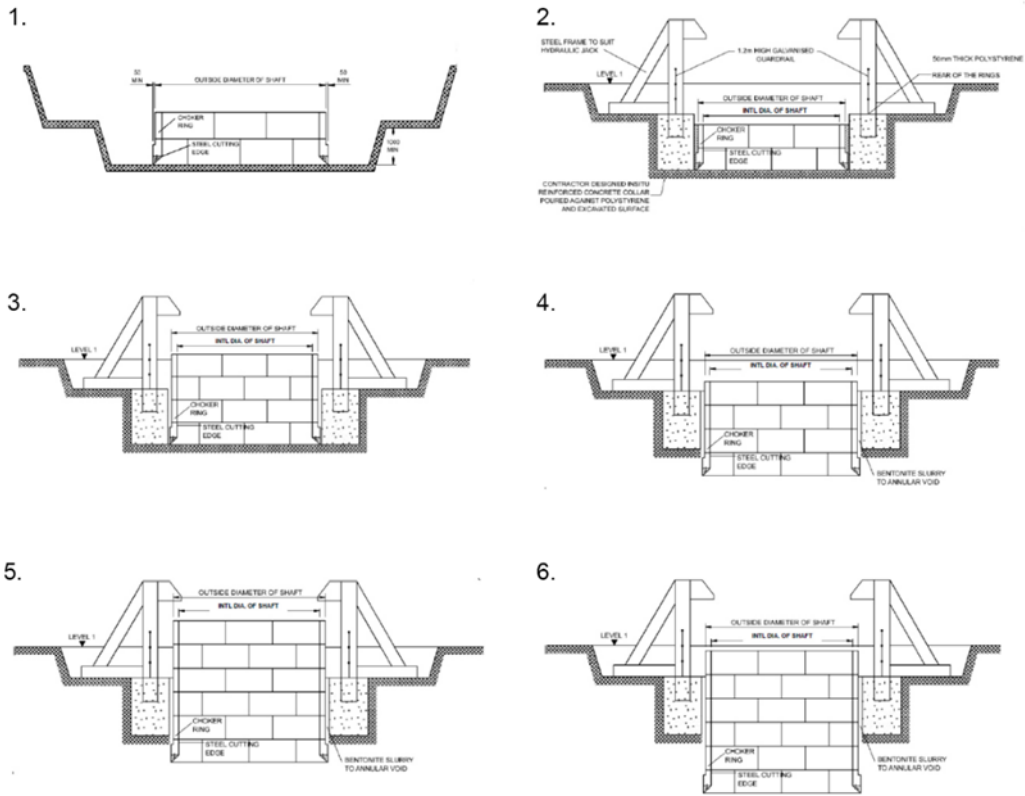 1.
50
MIN
OUTSIDE DIAMETER OF SHAFT
50
MIN
CHOKER
RING
STEEL CUTTING
EDGE
1000
MIN
2.
STEEL FRAME TO SUIT
HYDRAULIC JACK
1.2m HIGH GALVANISED
GUARDRAIL
50mm THICK POLYSTYRENE
REAR OF THE RINGS
LEVEL 1
OUTSIDE DIAMETER OF SHAFT
INTL DIA. OF SHAFT
CHOKER
RING
STEEL CUTTING
EDGE
CONTRACTOR DESIGNED INSITU
REINFORCED CONCRETE COLLAR
POURED AGAINST POLYSTYRENE
AND EXCAVATED SURFACE
3.
OUTSIDE DIAMETER OF SHAFT
INTL DIA. OF SHAFT
LEVEL 1
CHOKER
RING
STEEL CUTTING
EDGE
4.
LEVEL 1
OUTSIDE DIAMETER OF SHAFT
INTL DIA. OF SHAFT
CHOKER
RING
STEEL CUTTING
EDGE
BENTONITE SLURRY
TO ANNULAR VOID
5.
OUTSIDE DIAMETER OF SHAFT
INTL DIA. OF SHAFT
LEVEL 1
CHOKER
RING
STEEL CUTTING
EDGE
BENTONITE SLURRY
TO ANNULAR VOID
6.
OUTSIDE DIAMETER OF SHAFT
INTL DIA. OF SHAFT
LEVEL 1
CHOKER
RING
STEEL CUTTING
EDGE
BENTONITE SLURRY
TO ANNULAR VOID